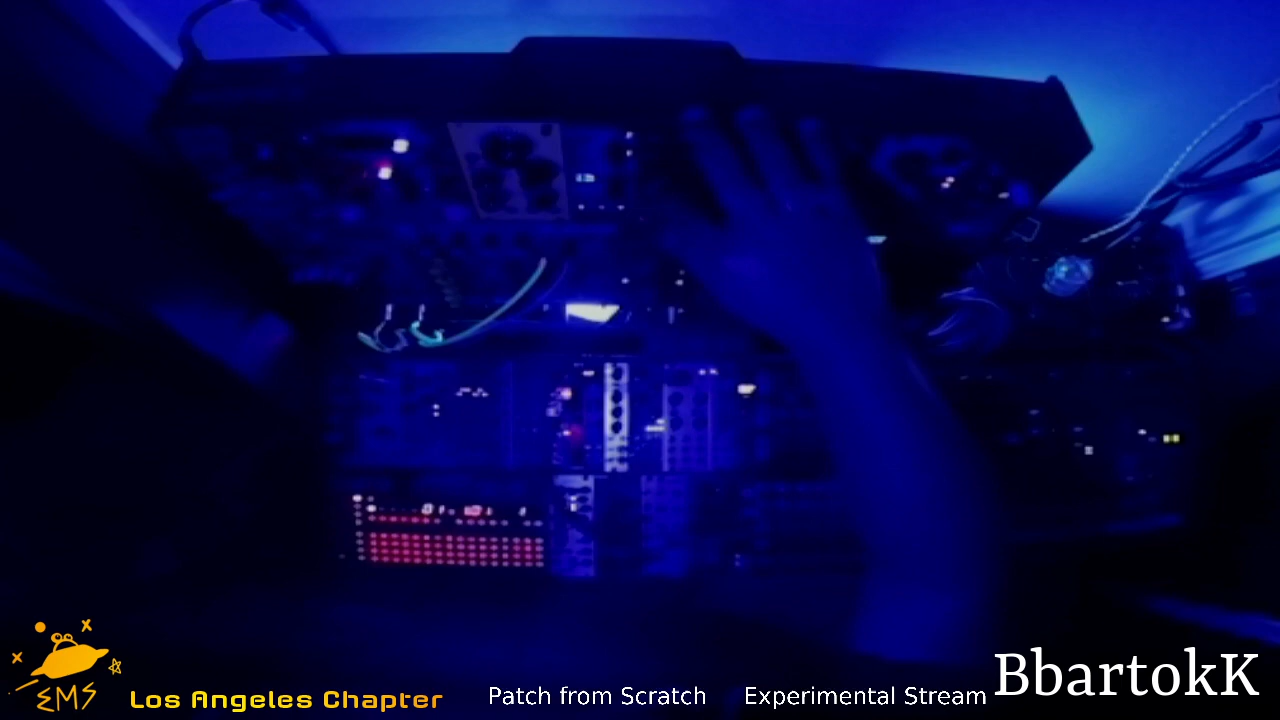 EMS
Los Angeles Chapter
Patch from Scratch
Experimental Stream
BbartokK